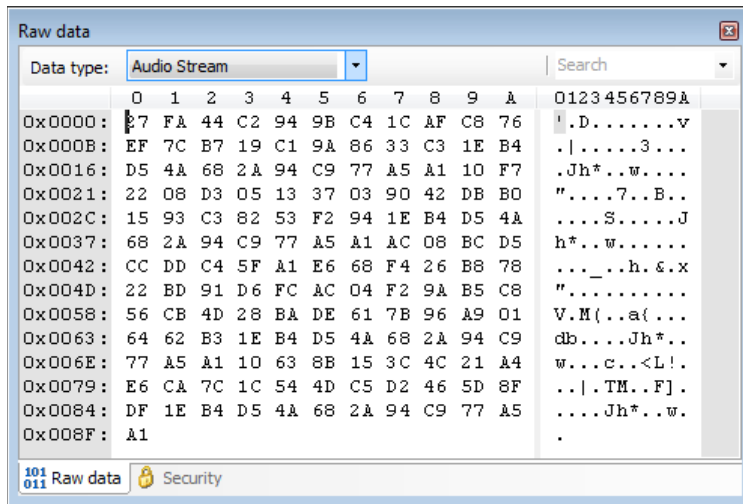 Raw data
Data type: Audio Stream Search
0 1 2 3 4 5 6 7 8 9 A 0123456789A
0x0000: 27 FA 44 C2 94 9B C4 1C AF C8 76 '.D.......v
0x000B: EF 7C B7 19 C1 9A 86 33 C3 1E B4 .|.....3...
0x0016: D5 4A 68 2A 94 C9 77 A5 A1 10 F7 .Jh*..w....
0x0021: 22 08 D3 05 13 37 03 90 42 DB B0 "....7..B..
0x002C: 15 93 C3 82 53 F2 94 1E B4 D5 4A ....S.....J
0x0037: 68 2A 94 C9 77 A5 A1 AC 08 BC D5 h*..w......
0x0042: CC DD C4 5F A1 E6 68 F4 26 B8 78 ..._..h.&.x
0x004D: 22 BD 91 D6 FC AC 04 F2 9A B5 C8 "..........
0x0058: 56 CB 4D 28 BA DE 61 7B 96 A9 01 V.M(..a{...
0x0063: 64 62 B3 1E B4 D5 4A 68 2A 94 C9 db....Jh*..
0x006E: 77 A5 A1 10 63 8B 15 3C 4C 21 A4 w...c..<L!.
0x0079: E6 CA 7C 1C 54 4D C5 D2 46 5D 8F ..|.TM..F].
0x0084: DF 1E B4 D5 4A 68 2A 94 C9 77 A5 ....Jh*..w.
0x008F: A1 .
101 011 Raw data Security